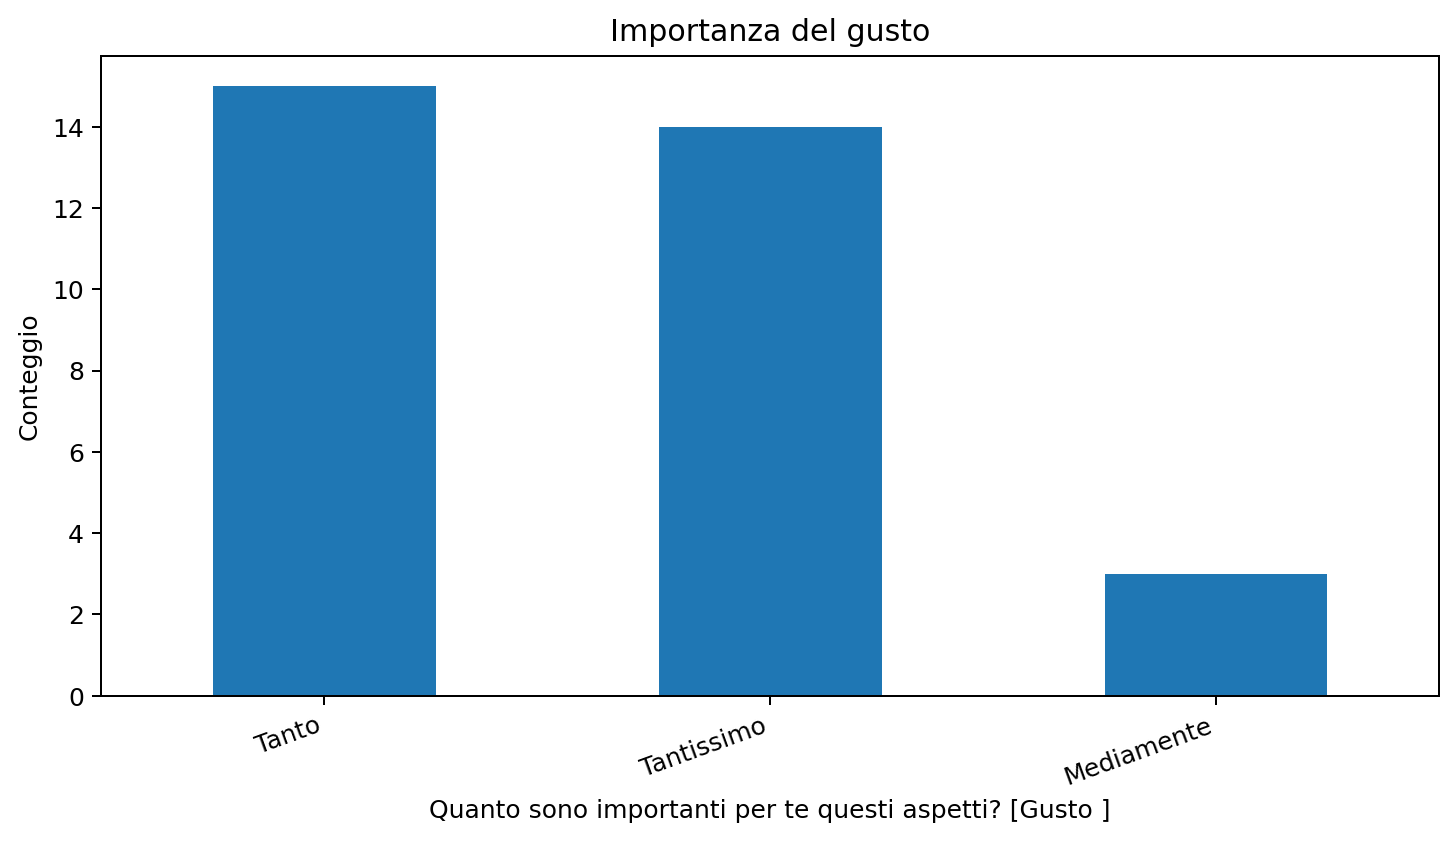 Importanza del gusto
14
12
10
8
6
4
2
0
Conteggio
Tanto
Tantissimo
Mediamente
Quanto sono importanti per te questi aspetti? [Gusto ]